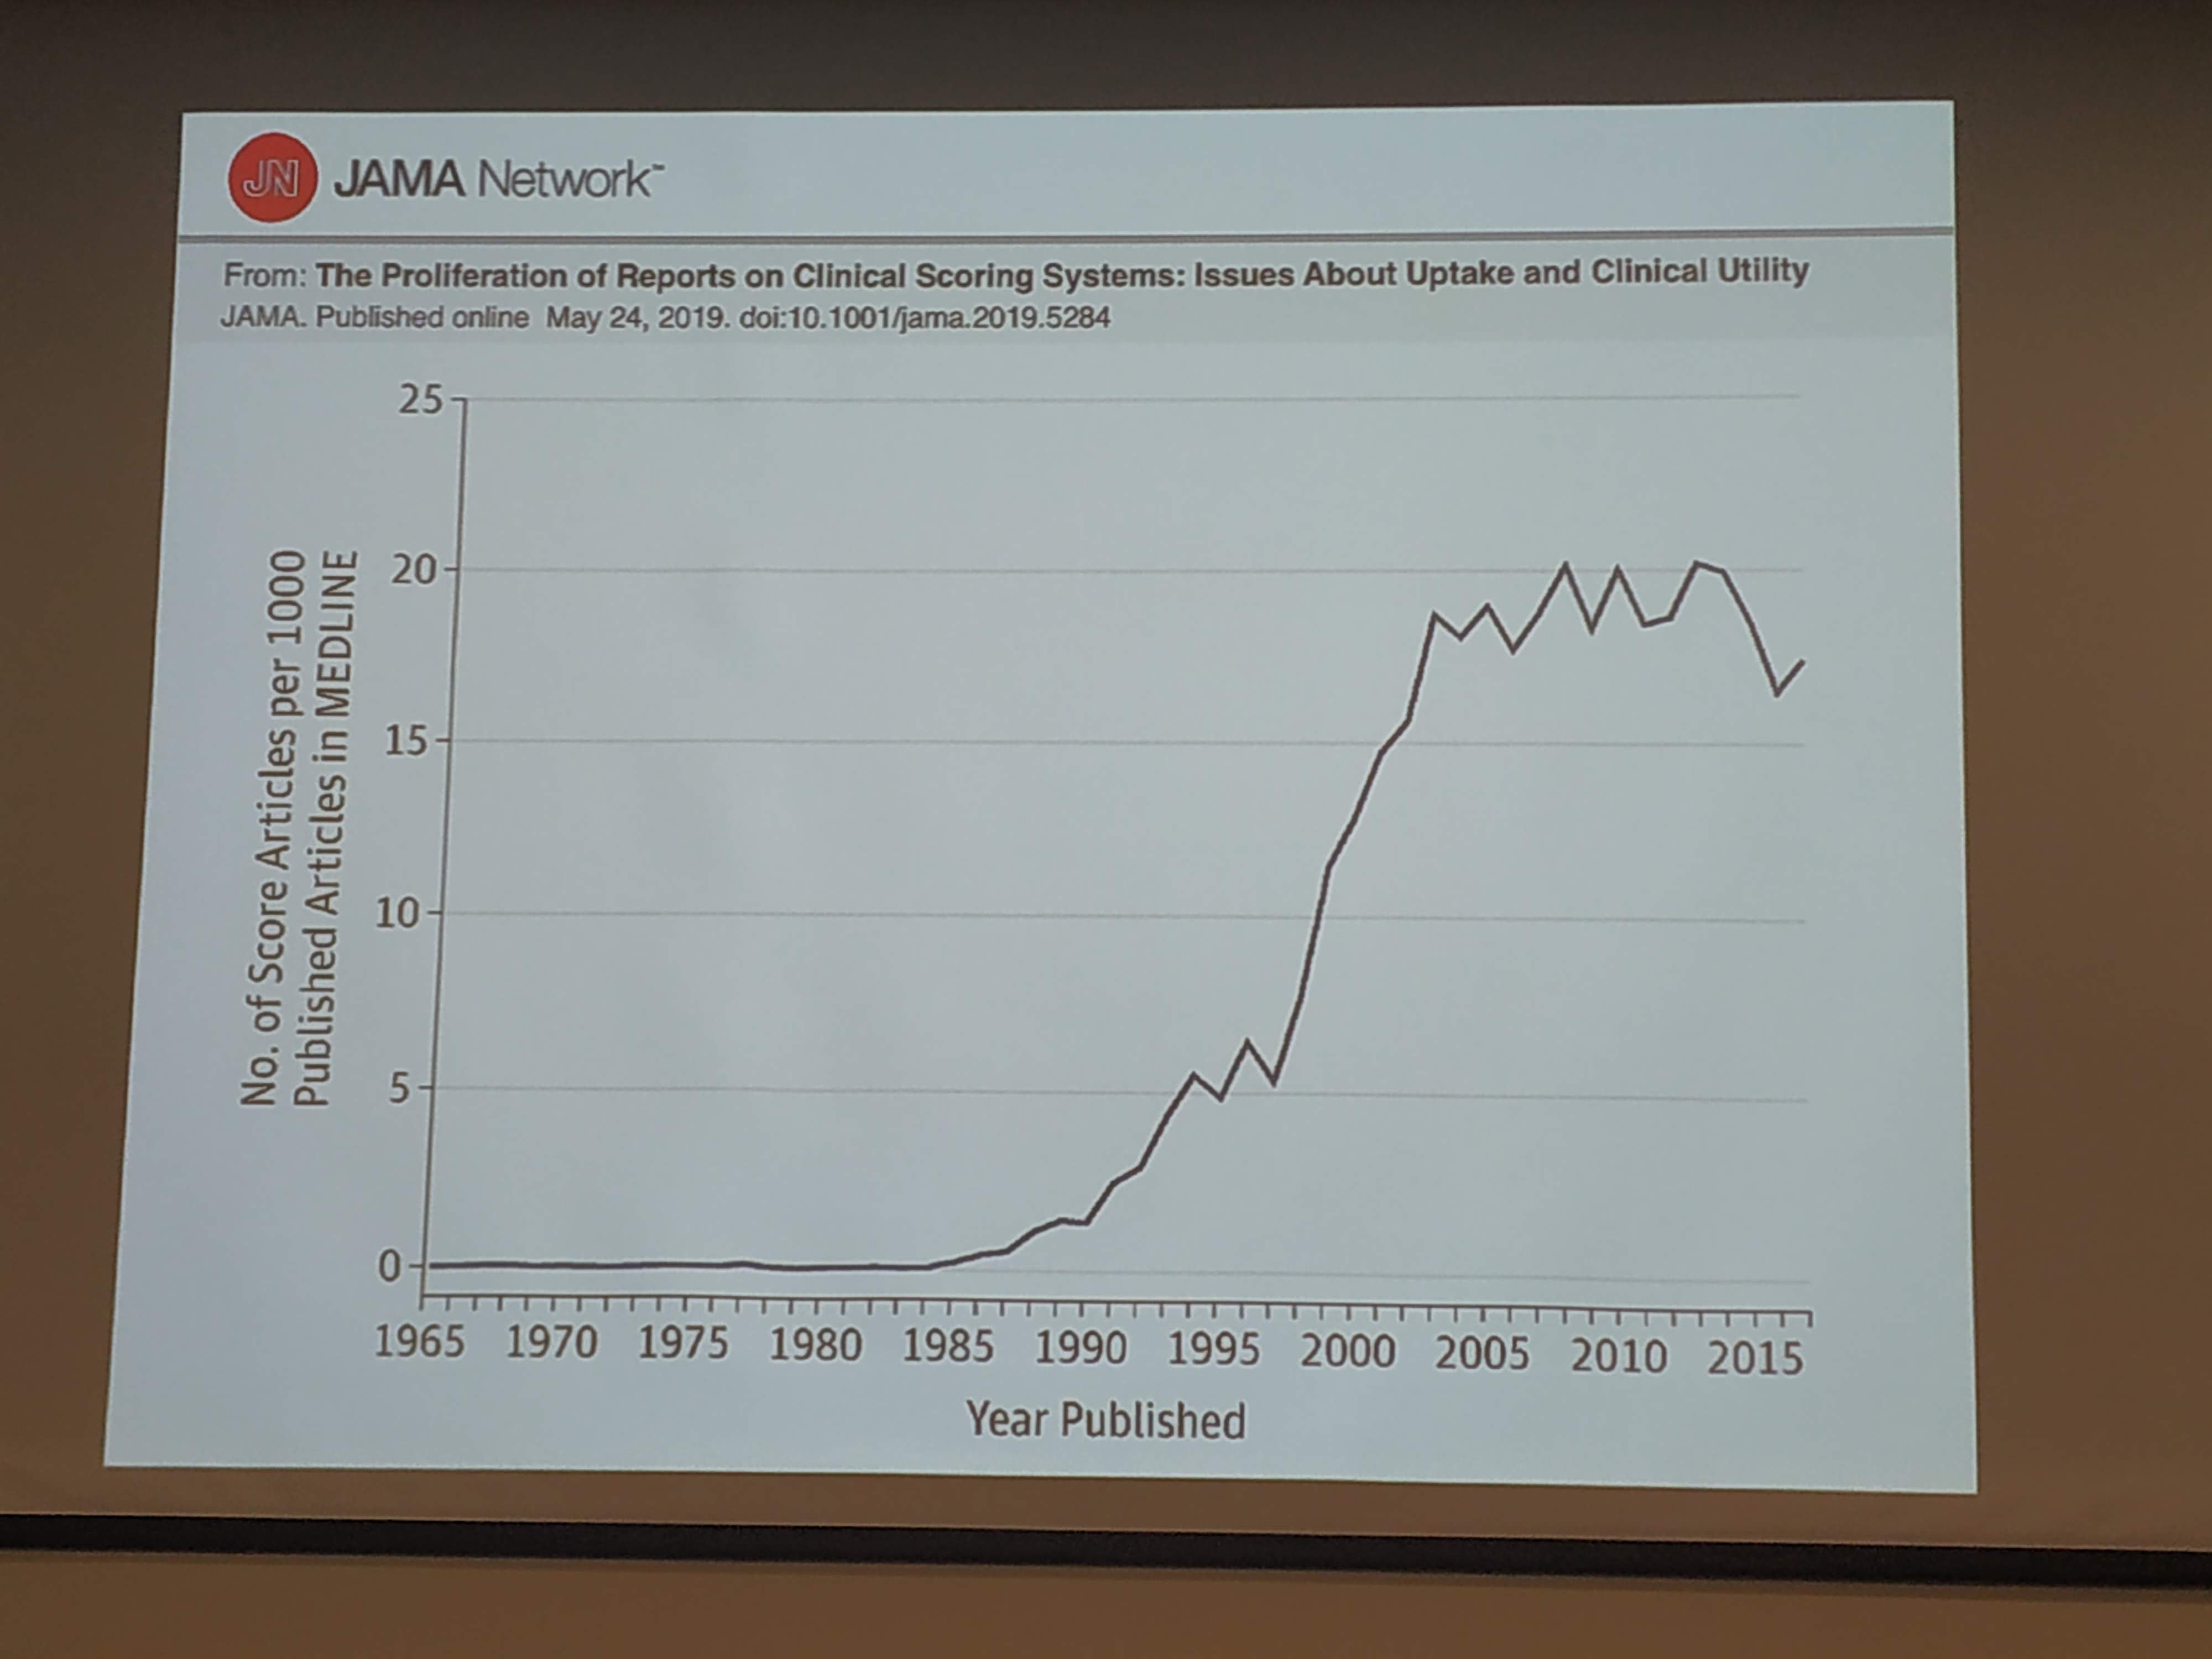 JN JAMA Network™
From: The Proliferation of Reports on Clinical Scoring Systems: Issues About Uptake and Clinical Utility
JAMA. Published online May 24, 2019. doi:10.1001/jama.2019.5284
No. of Score Articles per 1000
Published Articles in MEDLINE
25
20
15
10
5
0
1965 1970 1975 1980 1985 1990 1995 2000 2005 2010 2015
Year Published